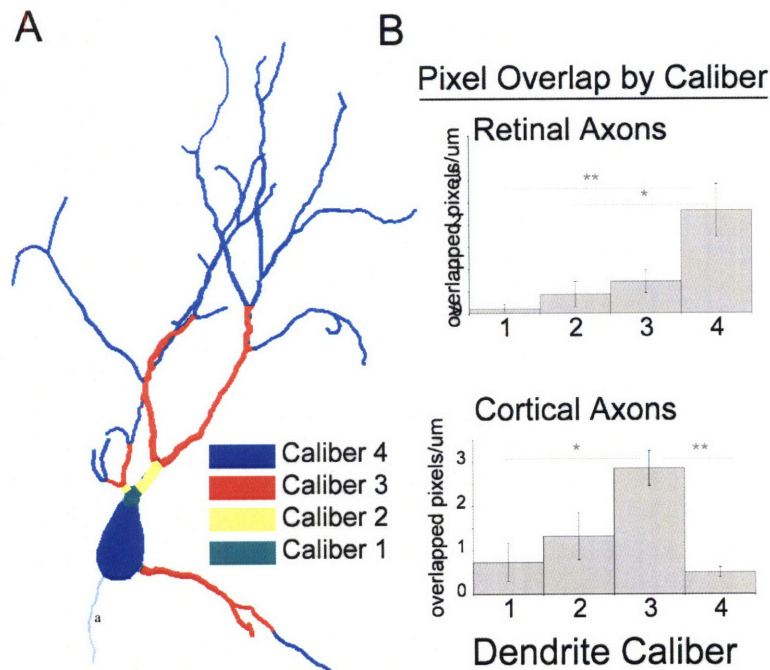 A
B
Pixel Overlap by Caliber
Retinal Axons
overlapped pixels/um
**
*
1 2 3 4
Cortical Axons
overlapped pixels/um
3
2
1
0
*
**
1 2 3 4
Dendrite Caliber
Caliber 4
Caliber 3
Caliber 2
Caliber 1
a